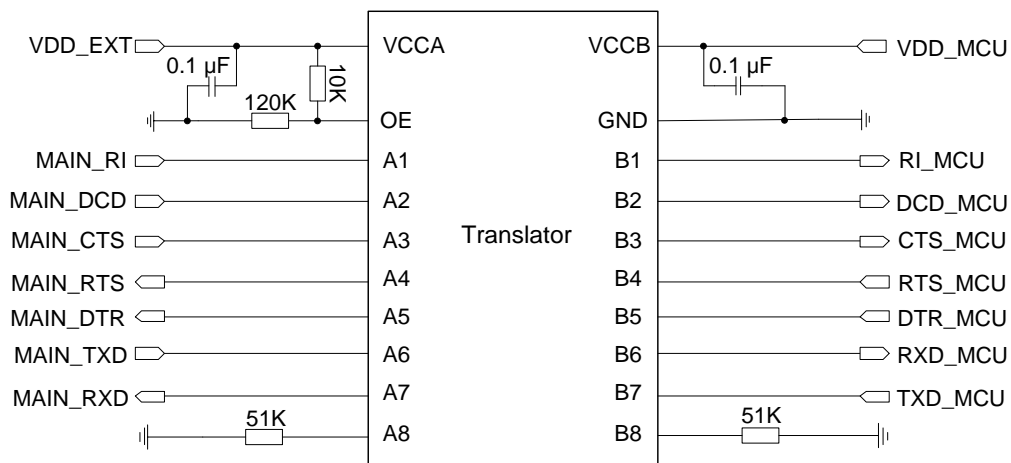 VDD_EXT VCCA VCCB VDD_MCU
0.1 µF 10K 0.1 µF
120K OE GND
MAIN_RI A1 B1 RI_MCU
MAIN_DCD A2 B2 DCD_MCU
MAIN_CTS A3 Translator B3 CTS_MCU
MAIN_RTS A4 B4 RTS_MCU
MAIN_DTR A5 B5 DTR_MCU
MAIN_TXD A6 B6 RXD_MCU
MAIN_RXD A7 B7 TXD_MCU
51K A8 B8 51K